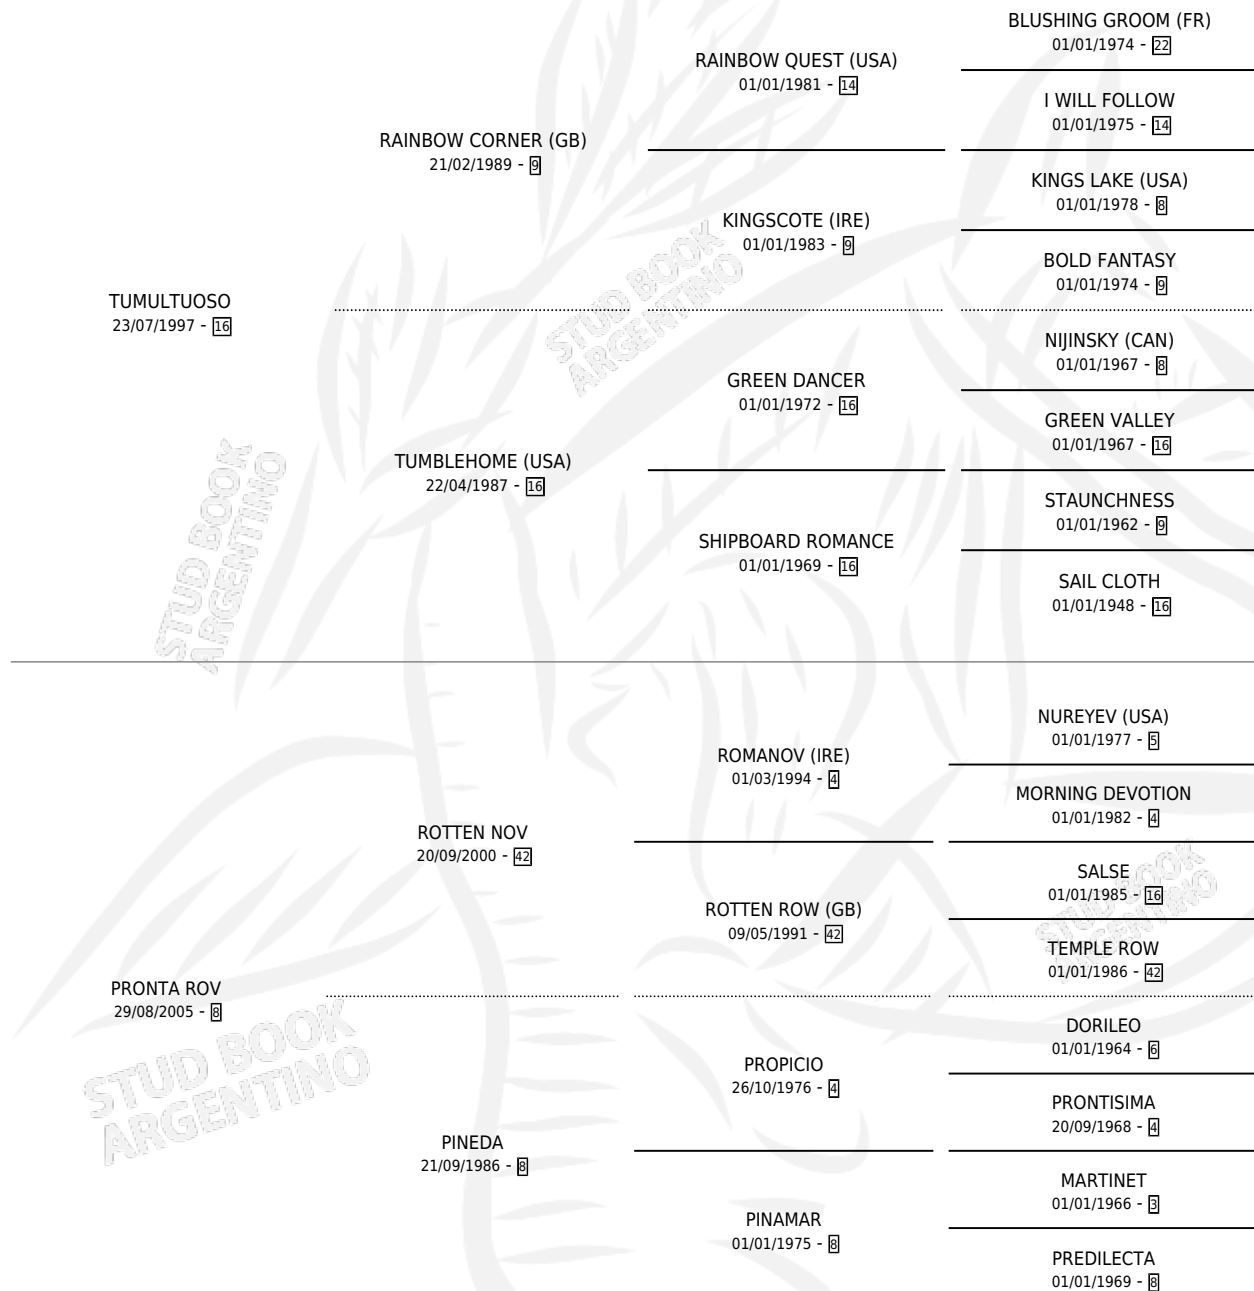 BLUSHING GROOM (FR)
01/01/1974 - 22
RAINBOW QUEST (USA)
01/01/1981 - 14
I WILL FOLLOW
01/01/1975 - 14
RAINBOW CORNER (GB)
21/02/1989 - 9
KINGS LAKE (USA)
01/01/1978 - 8
KINGSCOTE (IRE)
01/01/1983 - 9
BOLD FANTASY
01/01/1974 - 9
TUMULTUOSO
23/07/1997 - 16
NIJINSKY (CAN)
01/01/1967 - 8
GREEN DANCER
01/01/1972 - 16
GREEN VALLEY
01/01/1967 - 16
TUMBLEHOME (USA)
22/04/1987 - 16
STAUNCHNESS
01/01/1962 - 9
SHIPBOARD ROMANCE
01/01/1969 - 16
SAIL CLOTH
01/01/1948 - 16
NUREYEV (USA)
01/01/1977 - 5
ROMANOV (IRE)
01/03/1994 - 4
MORNING DEVOTION
01/01/1982 - 4
ROTTEN NOV
20/09/2000 - 42
SALSE
01/01/1985 - 16
ROTTEN ROW (GB)
09/05/1991 - 42
TEMPLE ROW
01/01/1986 - 42
PRONTA ROV
29/08/2005 - 8
DORILEO
01/01/1964 - 6
PROPICIO
26/10/1976 - 4
PRONTISIMA
20/09/1968 - 4
PINEDA
21/09/1986 - 8
MARTINET
01/01/1966 - 3
PINAMAR
01/01/1975 - 8
PREDILECTA
01/01/1969 - 8
STUD BOOK
ARGENTINO
STUD BOOK
ARGENTINO
STUD BOOK
ARGENTINO
STUD BOOK
ARGENTINO